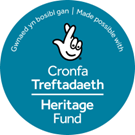 Gwnaed yn bosibl gan | Made possible with
Cronfa
Treftadaeth
Heritage
Fund